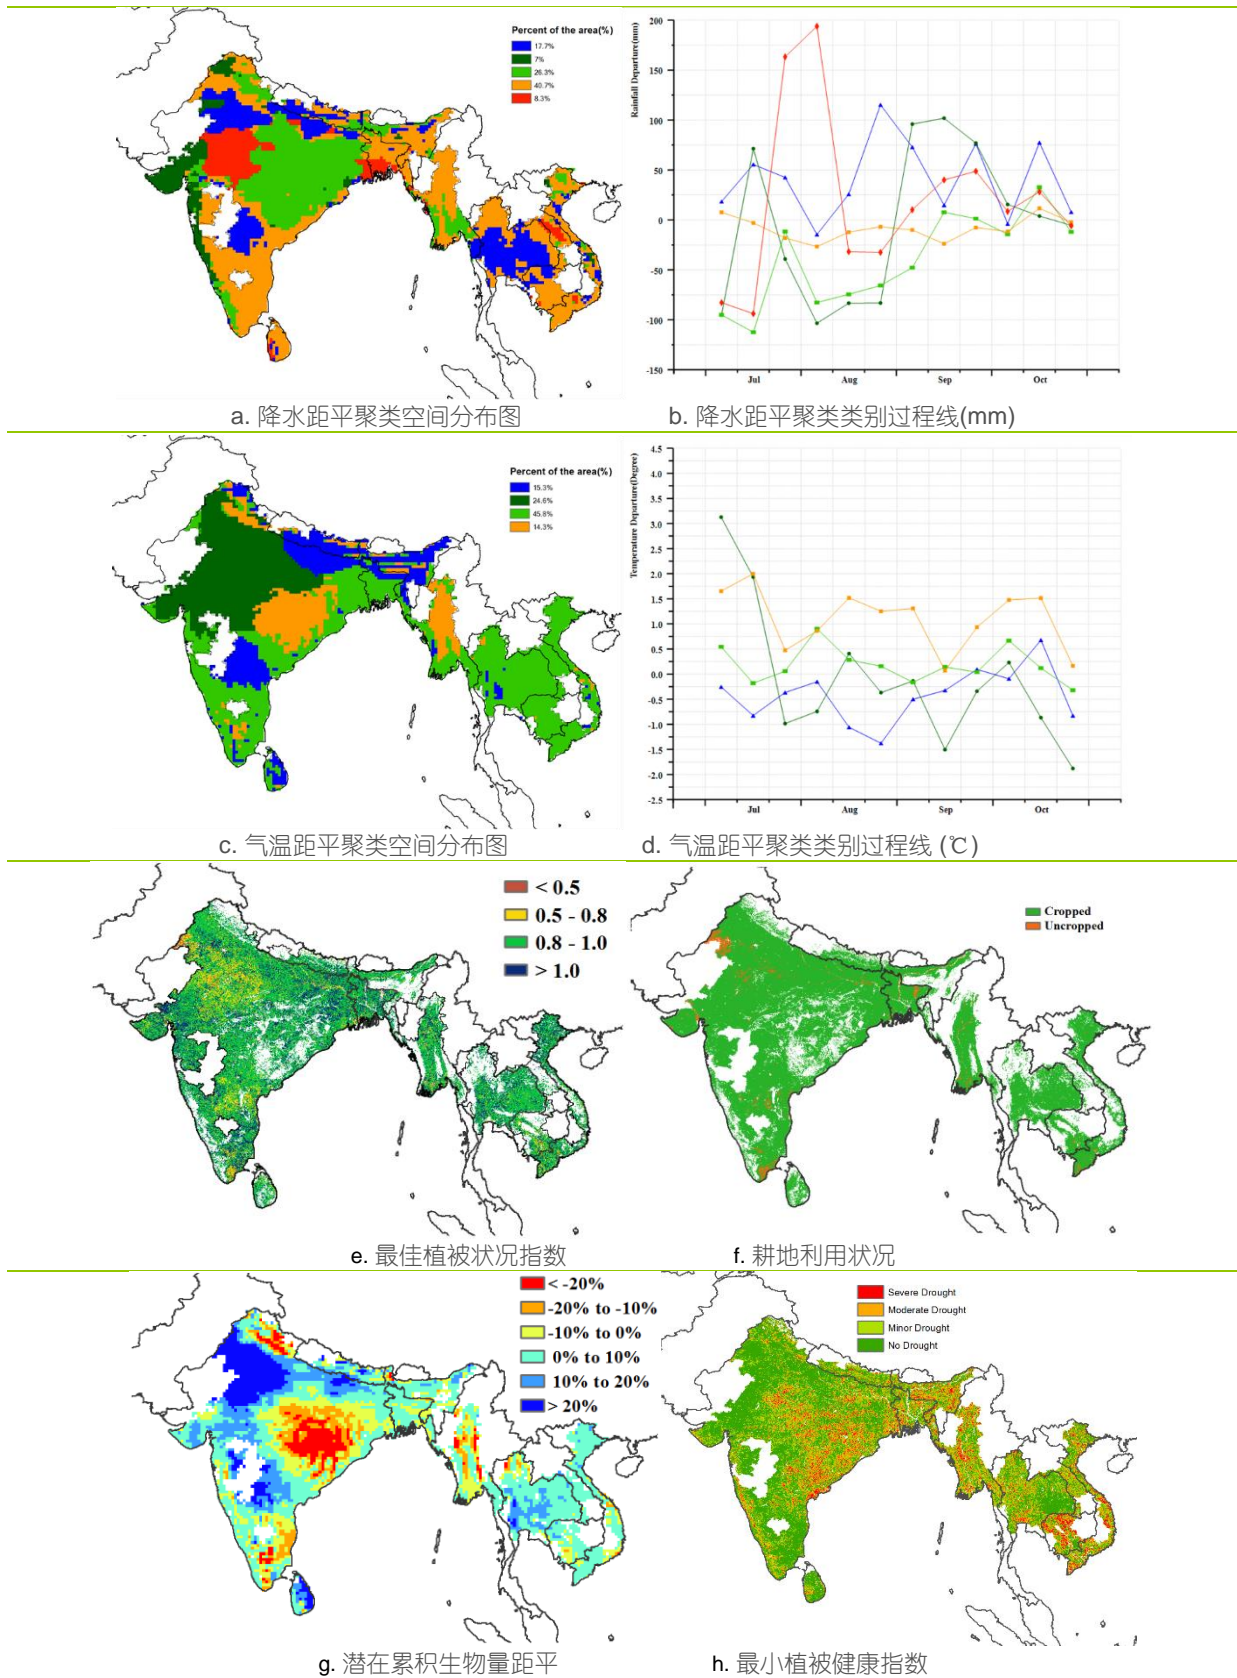 Percent of the area(%)
17.7%
7%
26.3%
40.7%
8.3%
Rainfall Departure(mm)
200
150
100
50
0
-50
-100
-150
Jul Aug Sep Oct
a. 降水距平聚类空间分布图 b. 降水距平聚类类别过程线(mm)
Percent of the area(%)
15.3%
24.6%
45.8%
14.3%
Temperature Departure(Degree)
4.5
4.0
3.5
3.0
2.5
2.0
1.5
1.0
0.5
0.0
-0.5
-1.0
-1.5
-2.0
-2.5
Jul Aug Sep Oct
c. 气温距平聚类空间分布图 d. 气温距平聚类类别过程线 (℃)
< 0.5
0.5 - 0.8
0.8 - 1.0
> 1.0
Cropped
Uncropped
e. 最佳植被状况指数 f. 耕地利用状况
< -20%
-20% to -10%
-10% to 0%
0% to 10%
10% to 20%
> 20%
Severe Drought
Moderate Drought
Minor Drought
No Drought
g. 潜在累积生物量距平 h. 最小植被健康指数